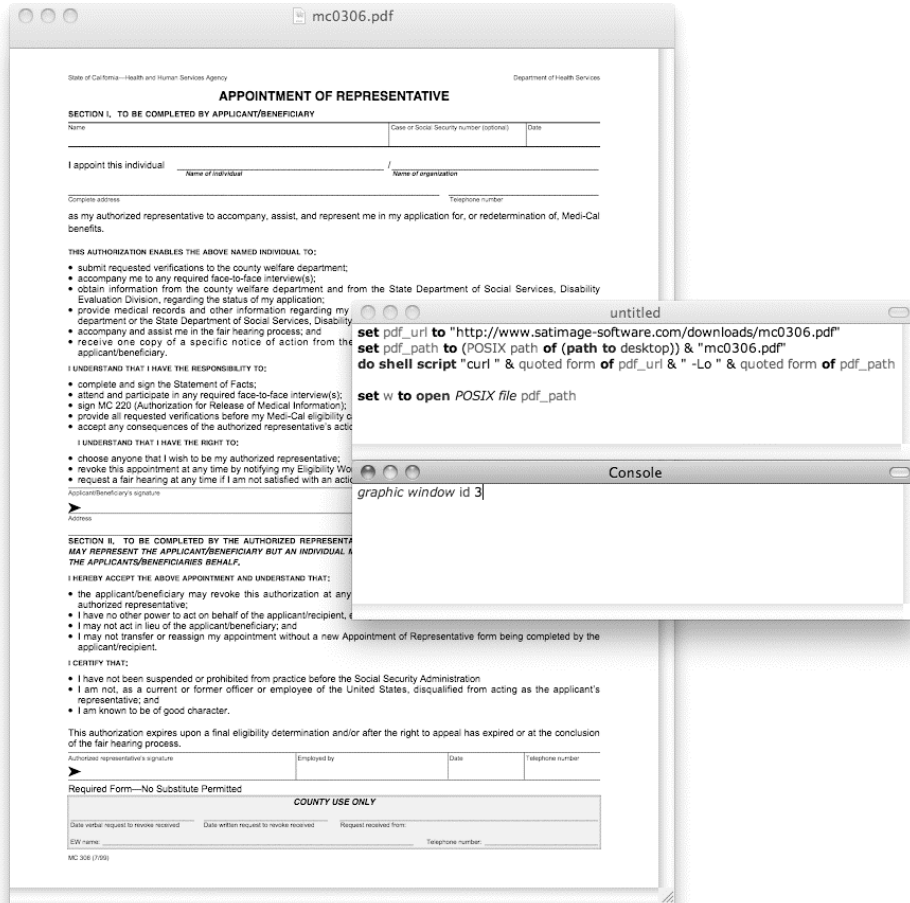 mc0306.pdf
State of California—Health and Human Services Agency
Department of Health Services
APPOINTMENT OF REPRESENTATIVE
SECTION I. TO BE COMPLETED BY APPLICANT/BENEFICIARY
Name
Case or Social Security number (optional)
Date
I appoint this individual
/
Name of individual
Name of organization
Complete address
Telephone number
as my authorized representative to accompany, assist, and represent me in my application for, or redetermination of, Medi-Cal
benefits.
THIS AUTHORIZATION ENABLES THE ABOVE NAMED INDIVIDUAL TO:
• submit requested verifications to the county welfare department;
• accompany me to any required face-to-face interview(s);
• obtain information from the county welfare department and from the State Department of Social Services, Disability
Evaluation Division, regarding the status of my application;
• provide medical records and other information regarding my
department or the State Department of Social Services, Disability
• accompany and assist me in the fair hearing process; and
• receive one copy of a specific notice of action from the
applicant/beneficiary.
I UNDERSTAND THAT I HAVE THE RESPONSIBILITY TO:
• complete and sign the Statement of Facts;
• attend and participate in any required face-to-face interview(s);
• sign MC 220 (Authorization for Release of Medical Information);
• provide all requested verifications before my Medi-Cal eligibility
• accept any consequences of the authorized representative's
I UNDERSTAND THAT I HAVE THE RIGHT TO:
• choose anyone that I wish to be my authorized representative;
• revoke this appointment at any time by notifying my Eligibility
• request a fair hearing at any time if I am not satisfied with an
Applicant/Beneficiary's signature
Address
SECTION II. TO BE COMPLETED BY THE AUTHORIZED
MAY REPRESENT THE APPLICANT/BENEFICIARY BUT AN INDIVIDUAL
THE APPLICANTS/BENEFICIARIES BEHALF.
I HEREBY ACCEPT THE ABOVE APPOINTMENT AND UNDERSTAND THAT:
• the applicant/beneficiary may revoke this authorization at any
authorized representative;
• I have no other power to act on behalf of the applicant/recipient,
• I may not act in lieu of the applicant/beneficiary; and
• I may not transfer or reassign my appointment without a new Appointment of Representative form being completed by the
applicant/recipient.
I CERTIFY THAT:
• I have not been suspended or prohibited from practice before the Social Security Administration
• I am not, as a current or former officer or employee of the United States, disqualified from acting as the applicant's
representative; and
• I am known to be of good character.
This authorization expires upon a final eligibility determination and/or after the right to appeal has expired or at the conclusion
of the fair hearing process.
Authorized representative's signature
Employed by
Date
Telephone number
Required Form—No Substitute Permitted
COUNTY USE ONLY
Date verbal request to revoke received
Date written request to revoke received
Request received from:
EW name:
Telephone number:
MC 306 (7/99)
untitled
set pdf_url to "http://www.satimage-software.com/downloads/mc0306.pdf"
set pdf_path to (POSIX path of (path to desktop)) & "mc0306.pdf"
do shell script "curl " & quoted form of pdf_url & " -Lo " & quoted form of pdf_path
set w to open POSIX file pdf_path
Console
graphic window id 3